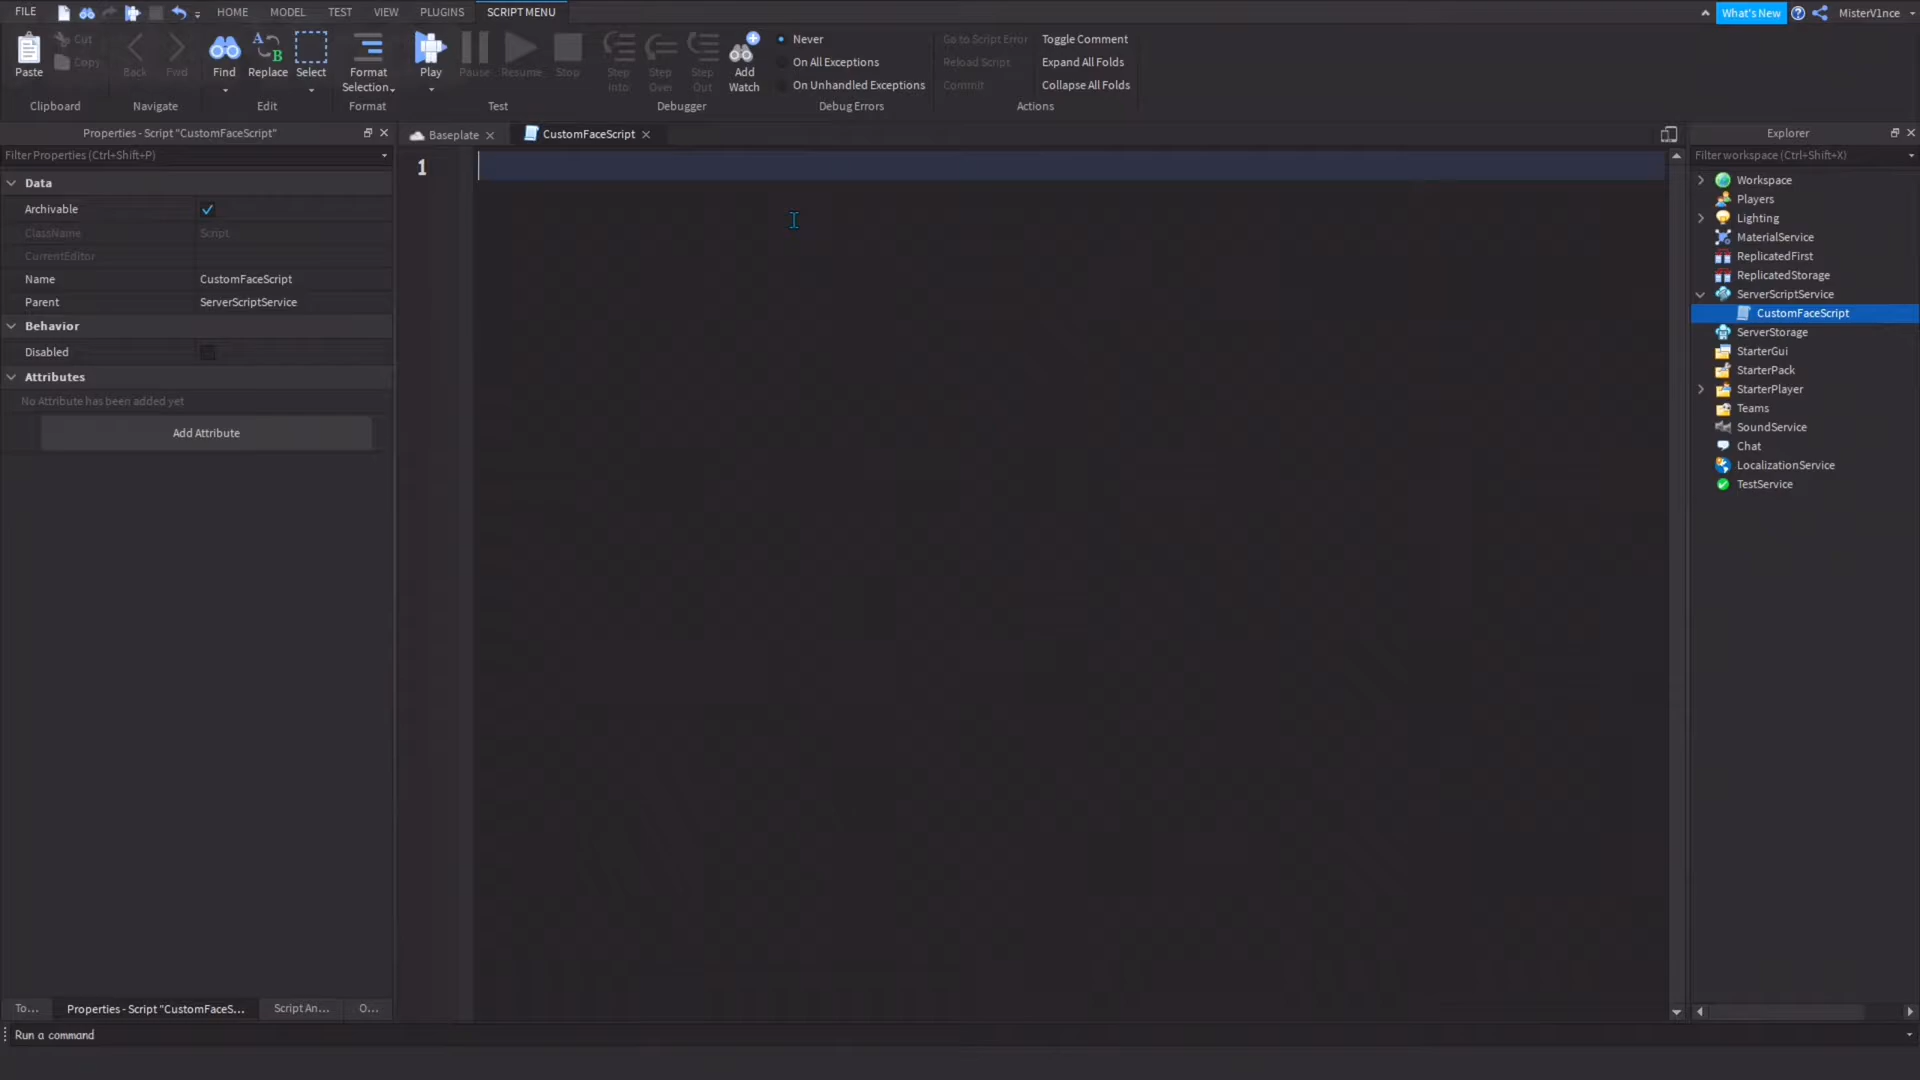 FILE HOME MODEL TEST VIEW PLUGINS SCRIPT MENU What's New MisterV1nce
Paste Cut Copy Back Fwd Find Replace Select Format Selection Play Pause Resume Stop Step Into Step Over Step Out Add Watch
Never
On All Exceptions
On Unhandled Exceptions
Go to Script Error
Reload Script
Commit
Toggle Comment
Expand All Folds
Collapse All Folds
Clipboard Navigate Edit Format Test Debugger Debug Errors Actions
Properties - Script "CustomFaceScript"
Filter Properties (Ctrl+Shift+P)
Data
Archivable
ClassName Script
CurrentEditor
Name CustomFaceScript
Parent ServerScriptService
Behavior
Disabled
Attributes
No Attribute has been added yet
Add Attribute
Baseplate CustomFaceScript
1
Explorer
Filter workspace (Ctrl+Shift+X)
Workspace
Players
Lighting
MaterialService
ReplicatedFirst
ReplicatedStorage
ServerScriptService
CustomFaceScript
ServerStorage
StarterGui
StarterPack
StarterPlayer
Teams
SoundService
Chat
LocalizationService
TestService
To... Properties - Script "CustomFaceS... Script An... O...
Run a command